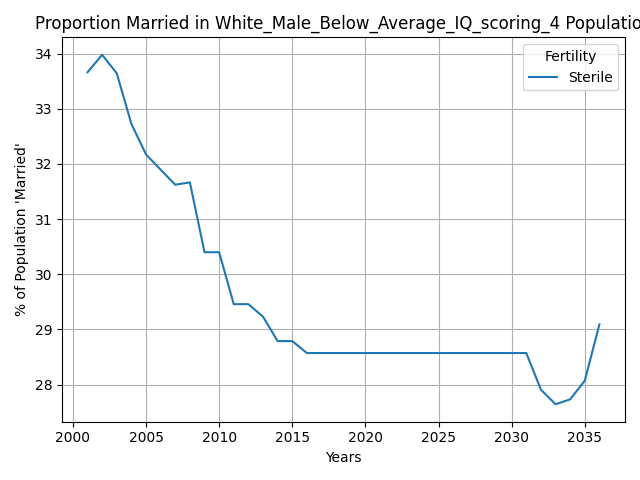 Proportion Married in White_Male_Below_Average_IQ_scoring_4 Populatio
Fertility
Sterile
% of Population 'Married'
34
33
32
31
30
29
28
2000 2005 2010 2015 2020 2025 2030 2035
Years